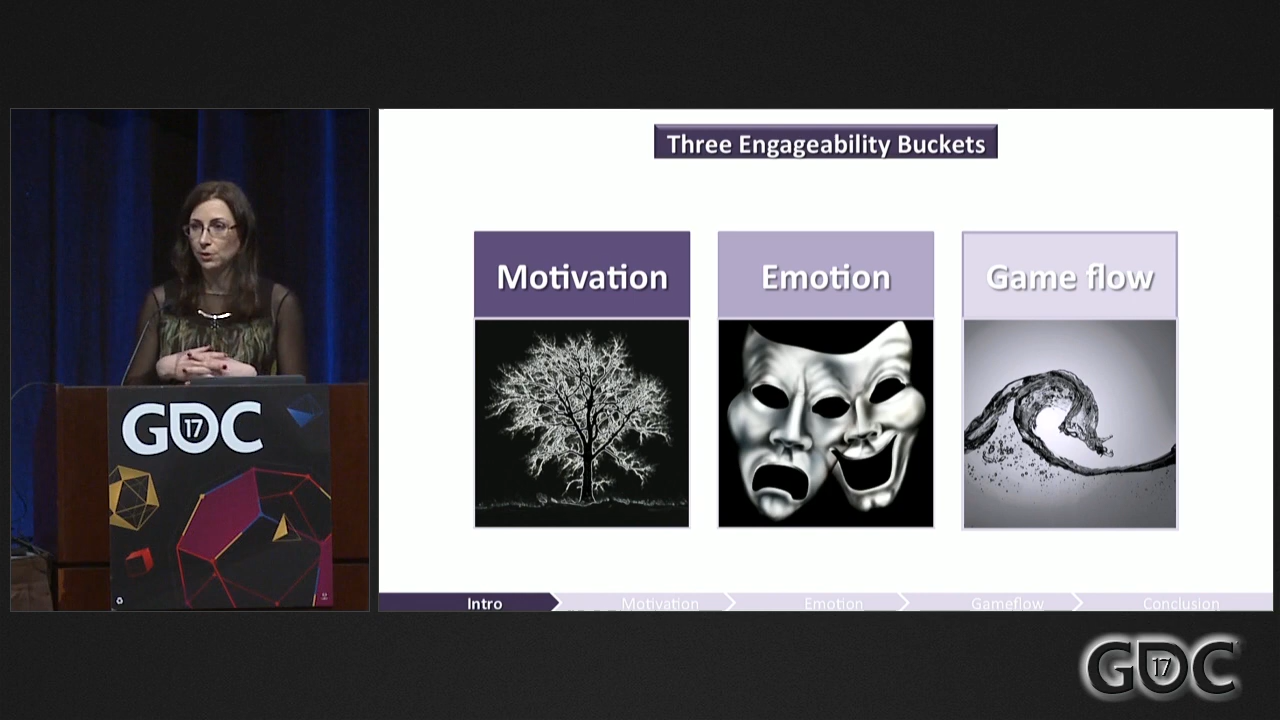 Three Engageability Buckets
Motivation
Emotion
Game flow
GDC
17
Intro
Motivation
Emotion
Gameflow
Conclusion
GDC
17